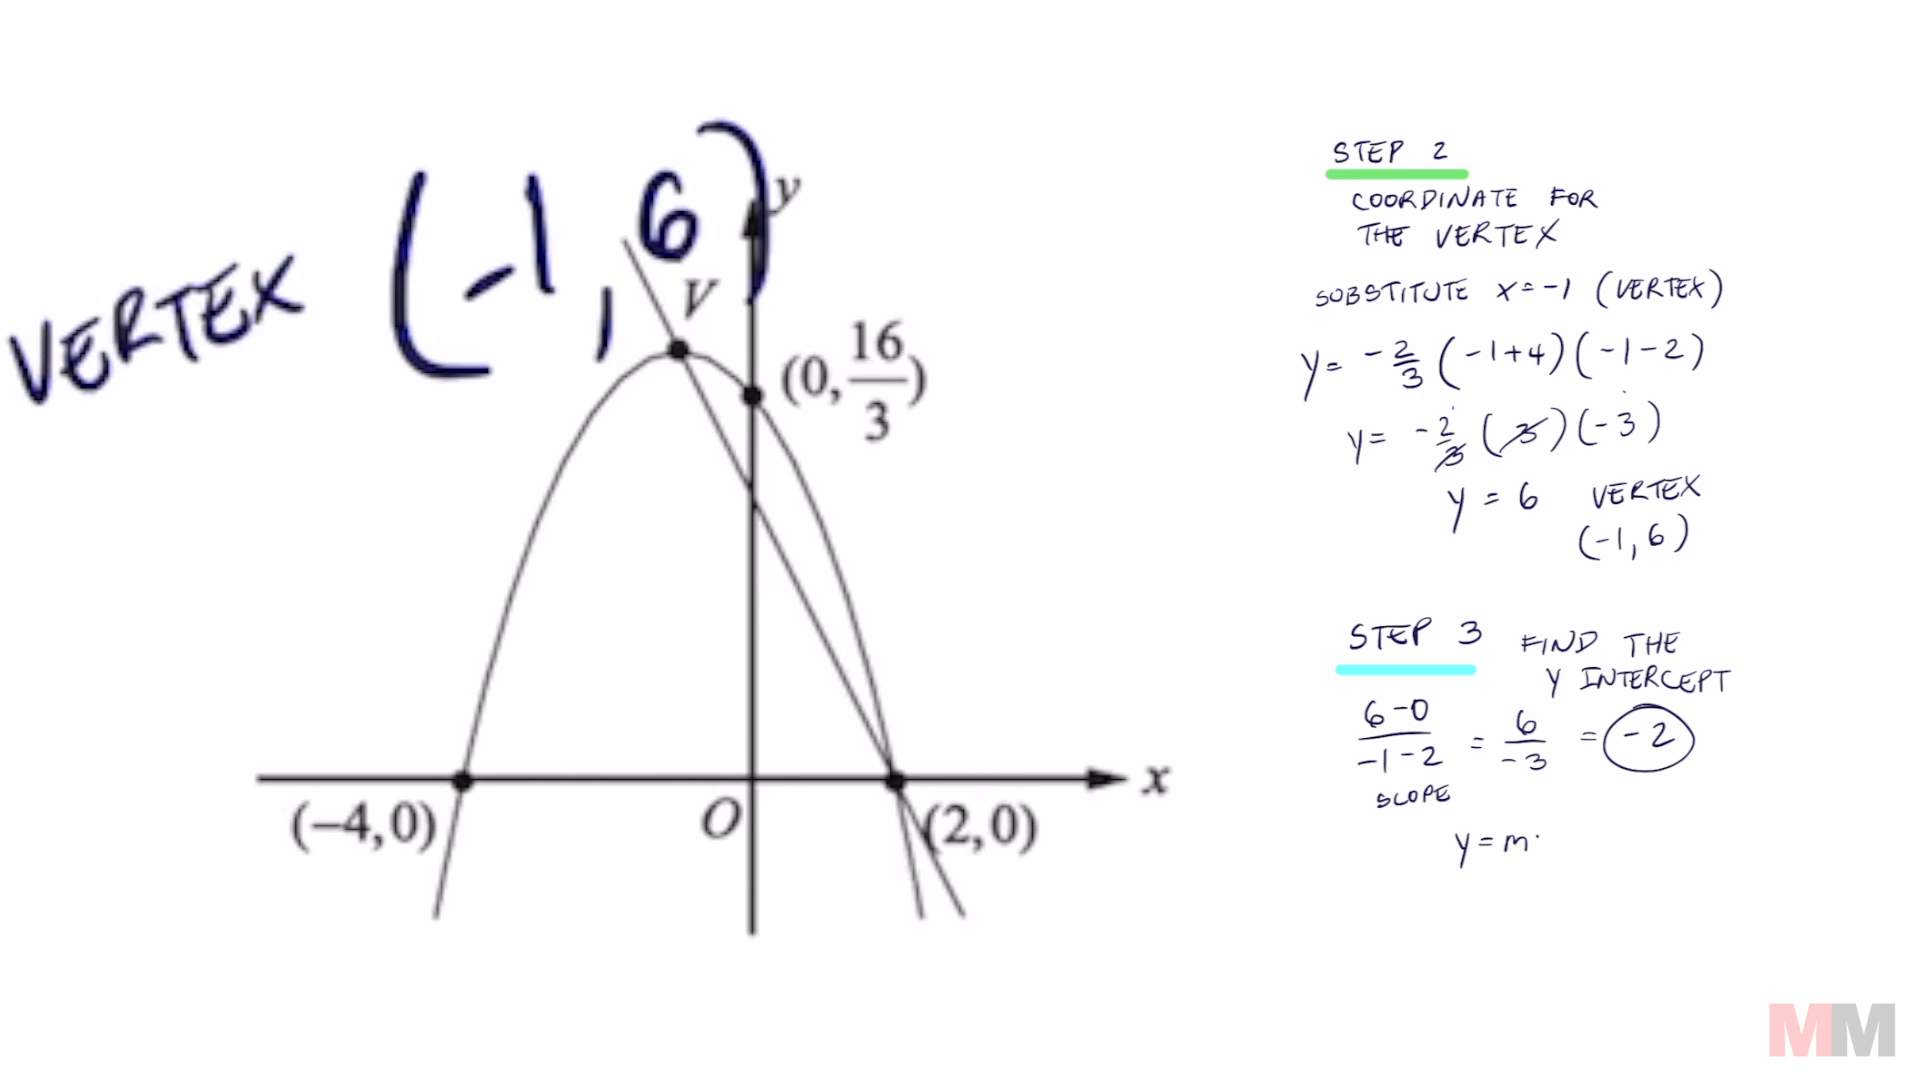 VERTEX (-1, 6)
y
V
(0, 16/3)
x
(-4,0)
O
(2,0)
STEP 2
COORDINATE FOR
THE VERTEX
SUBSTITUTE x=-1 (VERTEX)
y= -2/3 (-1+4)(-1-2)
y= -2/3 (3)(-3)
y = 6 VERTEX
(-1,6)
STEP 3 FIND THE
Y INTERCEPT
6-0/-1-2 = 6/-3 = -2
SLOPE
y=m
MM